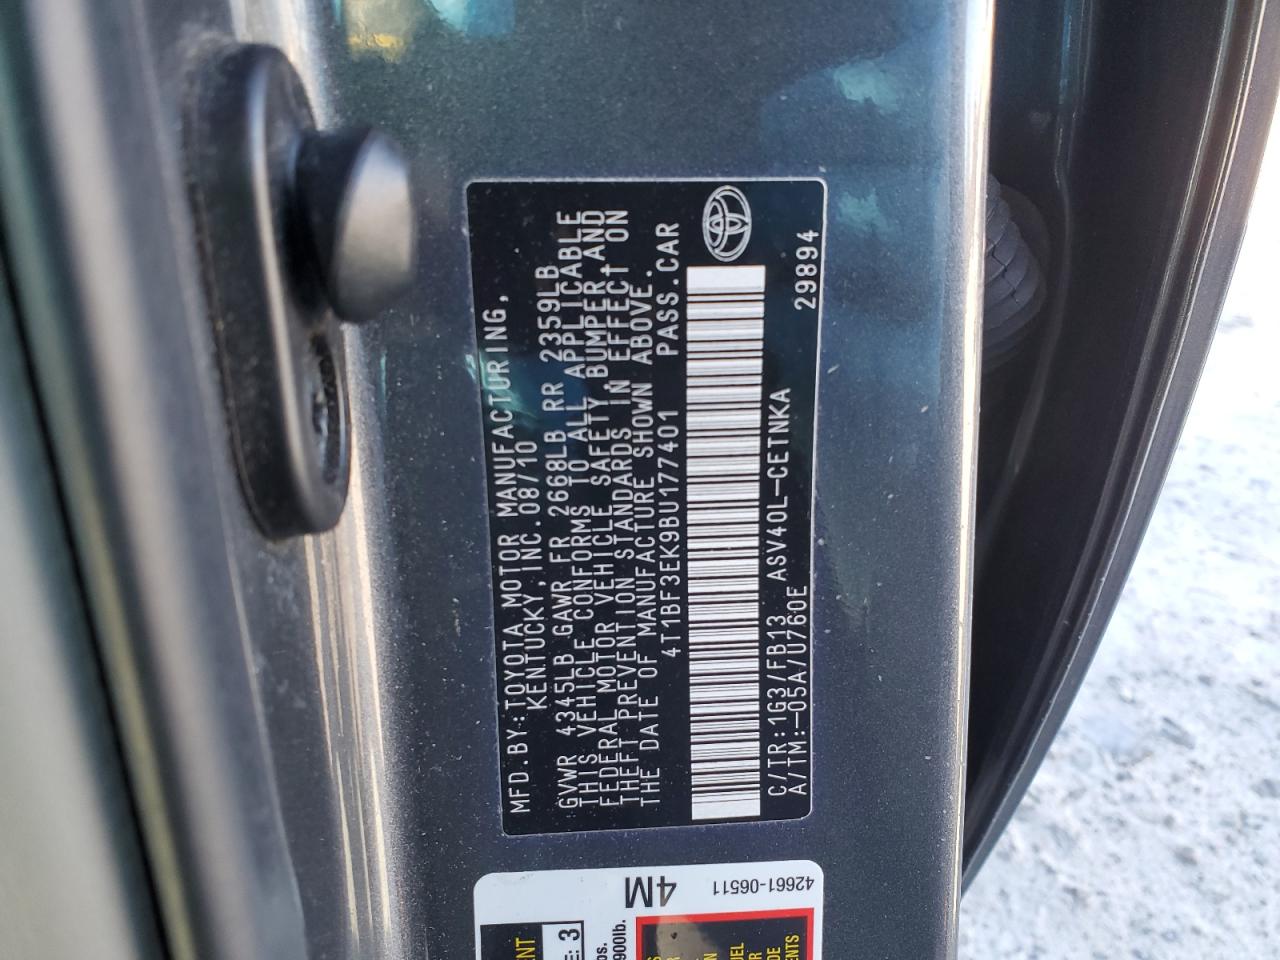 MFD.BY:TOYOTA MOTOR MANUFACTURING,
KENTUCKY,INC.08/10
GVWR 4345LB GAWR FR 2668LB RR 2359LB
THIS VEHICLE CONFORMS TO ALL APPLICABLE
FEDERAL MOTOR VEHICLE SAFETY,BUMPER,AND
THEFT PREVENTION STANDARDS IN EFFECT ON
THE DATE OF MANUFACTURE SHOWN ABOVE.
4T1BF3EK9BU177401 PASS.CAR
C/TR:1G3/FB13 ASV40L-CETNKA
A/TM:-05A/U760E 29894
4M
42661-06511
3
900lb.